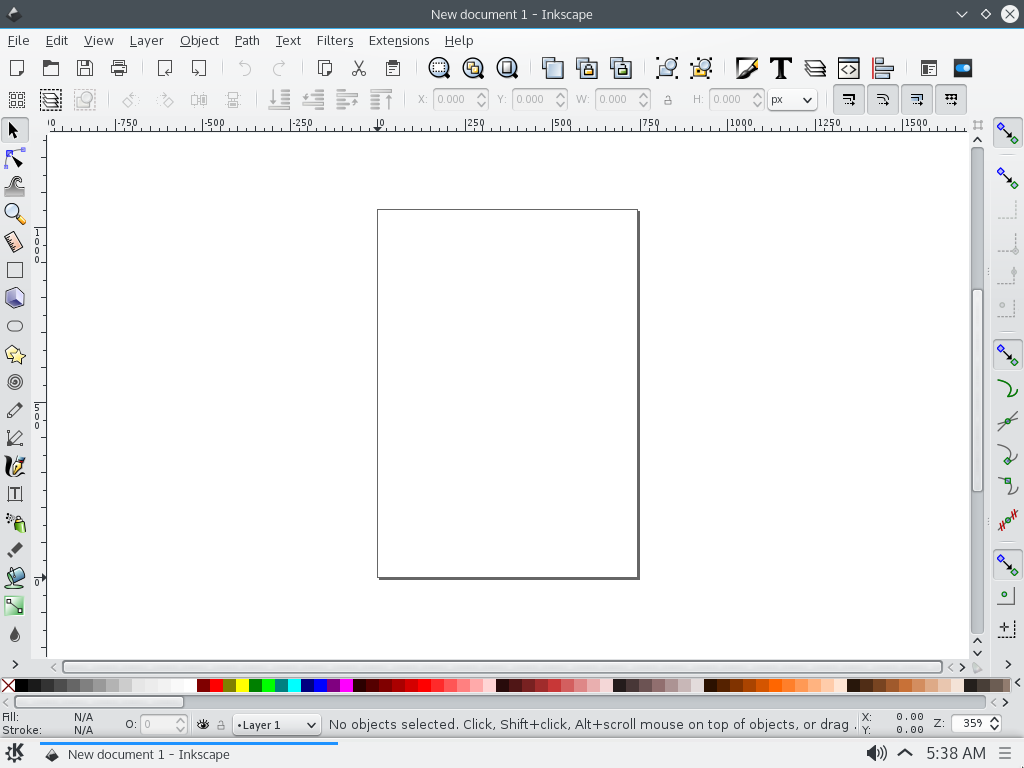 New document 1 - Inkscape
File Edit View Layer Object Path Text Filters Extensions Help
X: 0.000 Y: 0.000 W: 0.000 H: 0.000 px
-750 -500 -250 0 250 500 750 1000 1250 1500
1000
500
0
Fill: N/A
Stroke: N/A
O: 0
•Layer 1
No objects selected. Click, Shift+click, Alt+scroll mouse on top of objects, or drag .
X: 0.00
Y: 0.00
Z: 359
New document 1 - Inkscape
5:38 AM